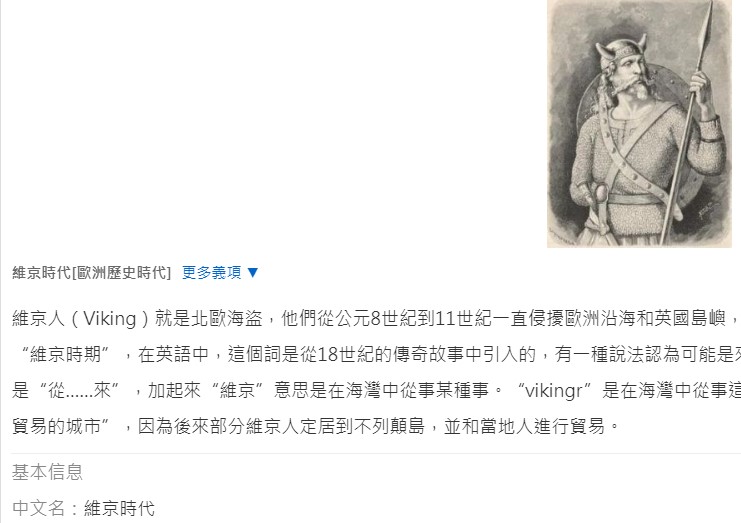 維京時代[歐洲歷史時代] 更多義項 ▼
維京人（Viking）就是北歐海盜，他們從公元8世紀到11世紀一直侵擾歐洲沿海和英國島嶼，
“維京時期”，在英語中，這個詞是從18世紀的傳奇故事中引入的，有一種說法認為可能是
是“從......來”，加起來“維京”意思是在海灣中從事某種事。“vikingr”是在海灣中從事
貿易的城市”，因為後來部分維京人定居到不列顛島，並和當地人進行貿易。
基本信息
中文名：維京時代